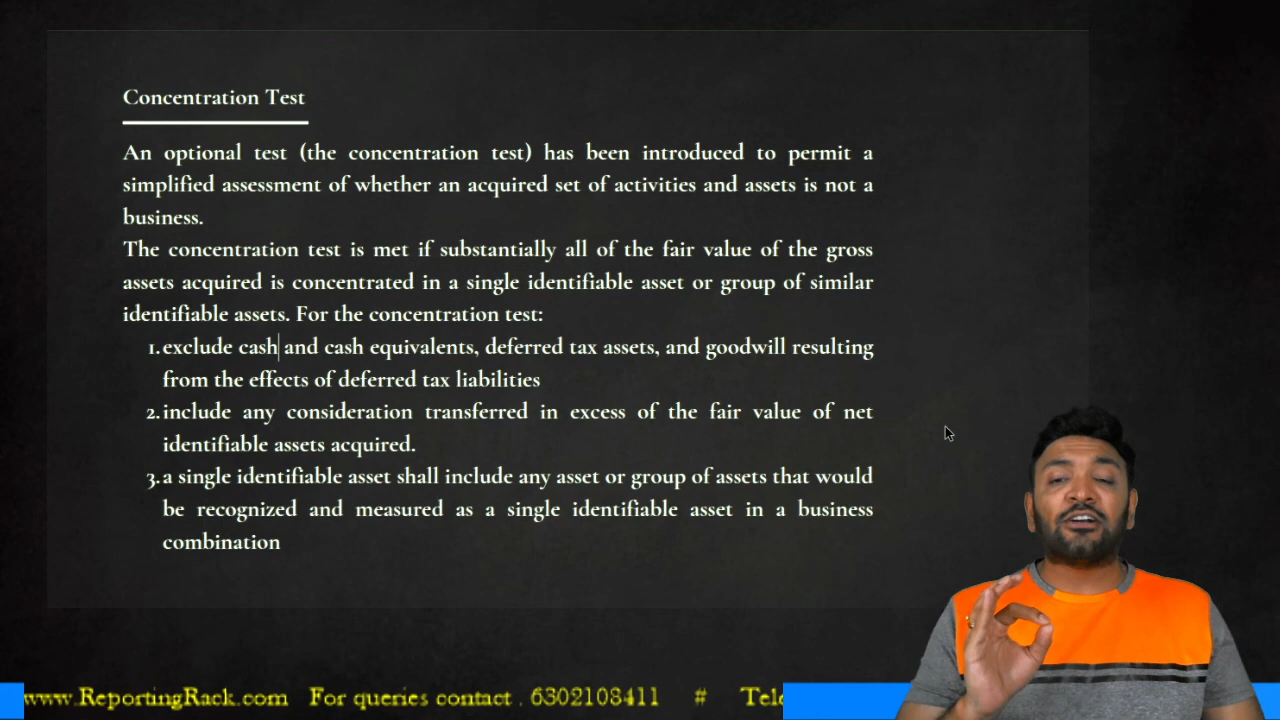 Concentration Test
An optional test (the concentration test) has been introduced to permit a
simplified assessment of whether an acquired set of activities and assets is not a
business.
The concentration test is met if substantially all of the fair value of the gross
assets acquired is concentrated in a single identifiable asset or group of similar
identifiable assets. For the concentration test:
1. exclude cash and cash equivalents, deferred tax assets, and goodwill resulting
from the effects of deferred tax liabilities
2. include any consideration transferred in excess of the fair value of net
identifiable assets acquired.
3. a single identifiable asset shall include any asset or group of assets that would
be recognized and measured as a single identifiable asset in a business
combination
www.ReportingRack.com For queries contact . 6302108411 # Tele